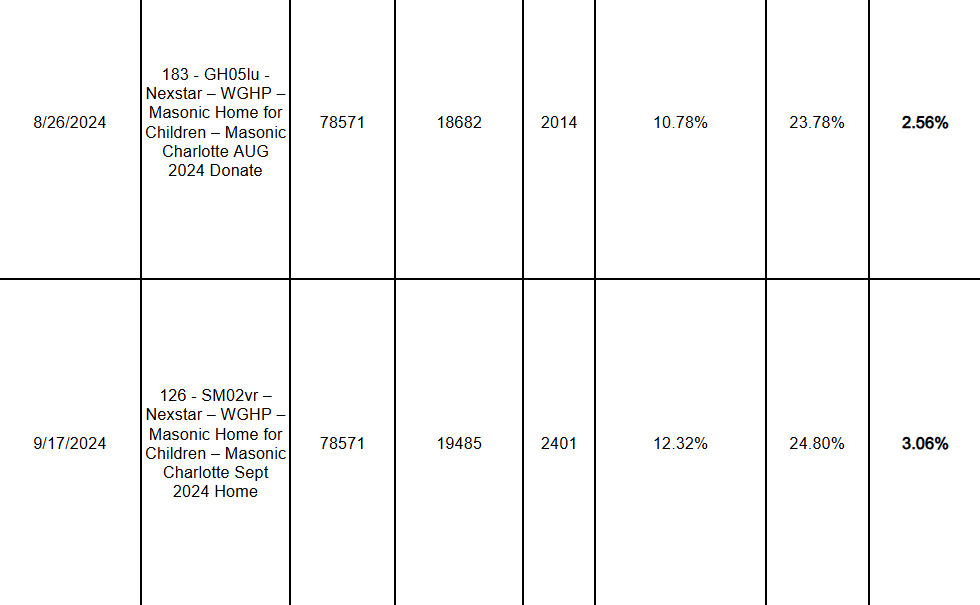 8/26/2024
183 - GH05lu -
Nexstar – WGHP –
Masonic Home for
Children – Masonic
Charlotte AUG
2024 Donate
78571
18682
2014
10.78%
23.78%
2.56%
9/17/2024
126 - SM02vr –
Nexstar – WGHP –
Masonic Home for
Children – Masonic
Charlotte Sept
2024 Home
78571
19485
2401
12.32%
24.80%
3.06%